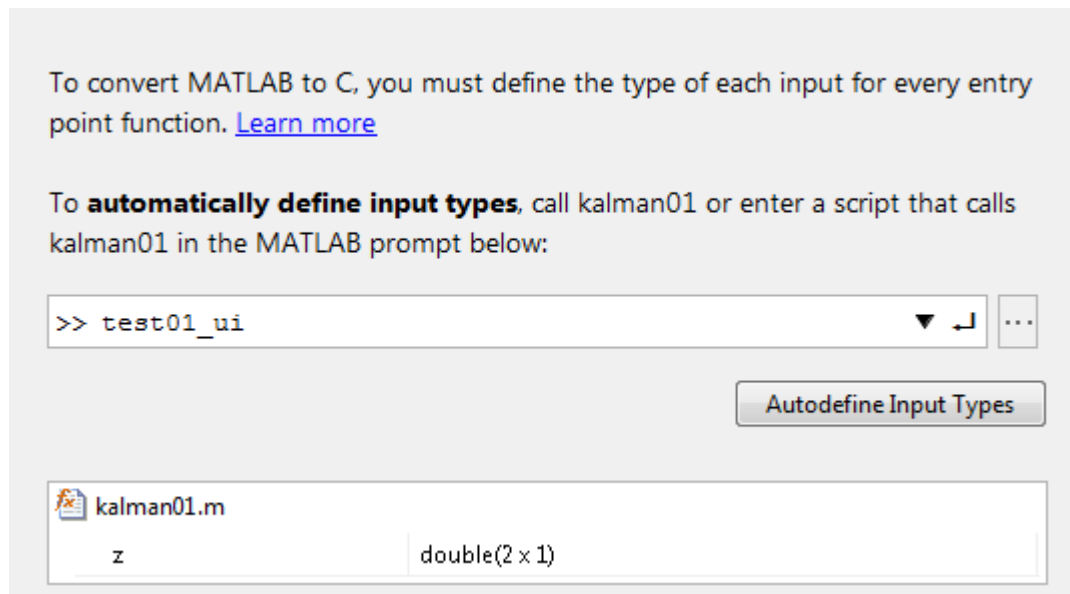 To convert MATLAB to C, you must define the type of each input for every entry
point function. Learn more
To automatically define input types, call kalman01 or enter a script that calls
kalman01 in the MATLAB prompt below:
>> test01_ui
...
Autodefine Input Types
kalman01.m
z double(2 x 1)